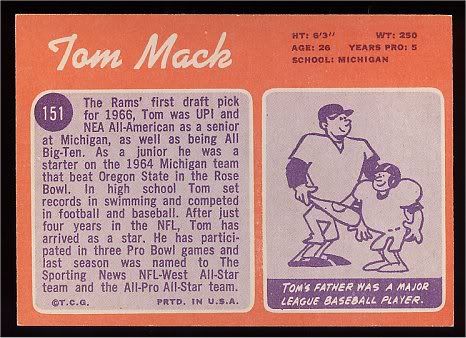 Tom Mack
HT: 6'3" WT: 250
AGE: 26 YEARS PRO: 5
SCHOOL: MICHIGAN
151
The Rams' first draft pick
for 1966, Tom was UPI and
NEA All-American as a senior
at Michigan, as well as being All
Big-Ten. As a junior he was a
starter on the 1964 Michigan team
that beat Oregon State in the Rose
Bowl. In high school Tom set
records in swimming and competed
in football and baseball. After just
four years in the NFL, Tom has
arrived as a star. He has partici-
pated in three Pro Bowl games and
last season was named to The
Sporting News NFL-West All-Star
team and the All-Pro All-Star team.
©T.C.G. PRTD. IN U.S.A.
TOM'S FATHER WAS A MAJOR
LEAGUE BASEBALL PLAYER.